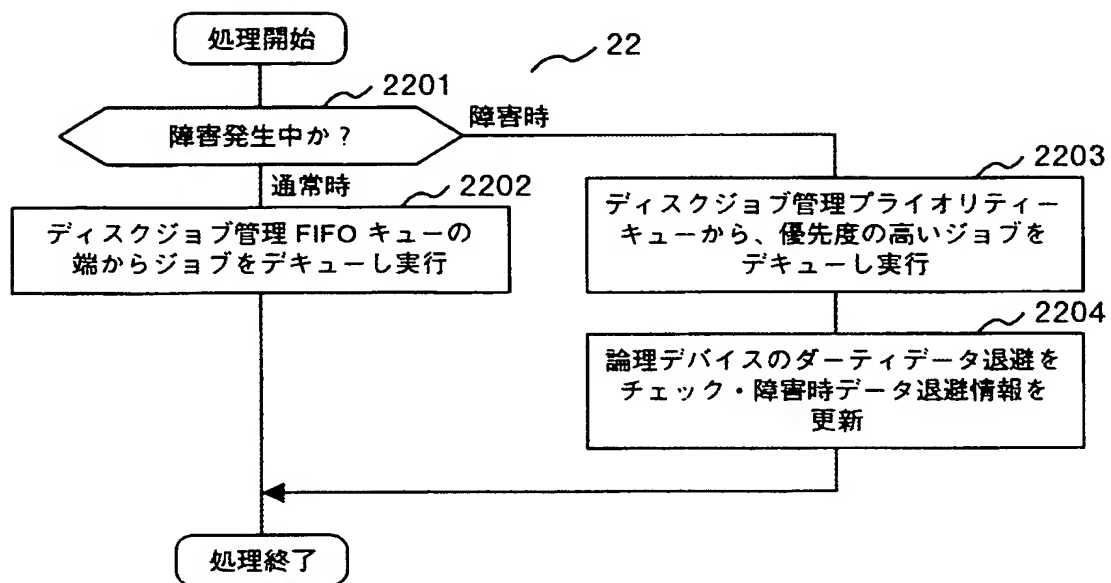 処理開始
22
2201
障害発生中か？
障害時
通常時
2202
ディスクジョブ管理 FIFO キューの
端からジョブをデキューし実行
2203
ディスクジョブ管理プライオリティー
キューから、優先度の高いジョブを
デキューし実行
2204
論理デバイスのダーティデータ退避を
チェック・障害時データ退避情報を
更新
処理終了